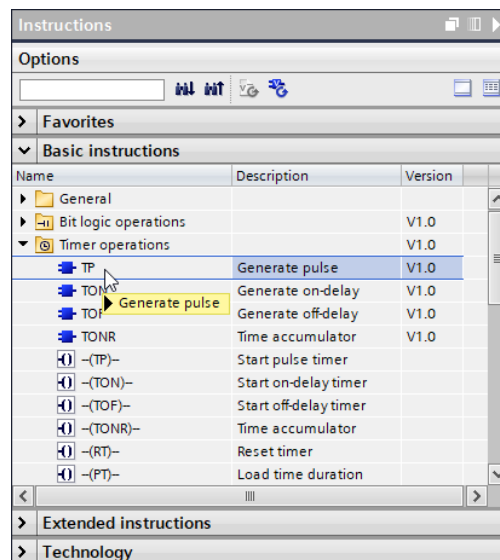 Instructions
Options
Favorites
Basic instructions
Name Description Version
General
Bit logic operations V1.0
Timer operations V1.0
TP Generate pulse V1.0
TON Generate on-delay V1.0
Generate pulse
TOF Generate off-delay V1.0
TONR Time accumulator V1.0
–(TP)– Start pulse timer
–(TON)– Start on-delay timer
–(TOF)– Start off-delay timer
–(TONR)– Time accumulator
–(RT)– Reset timer
–(PT)– Load time duration
Extended instructions
Technology